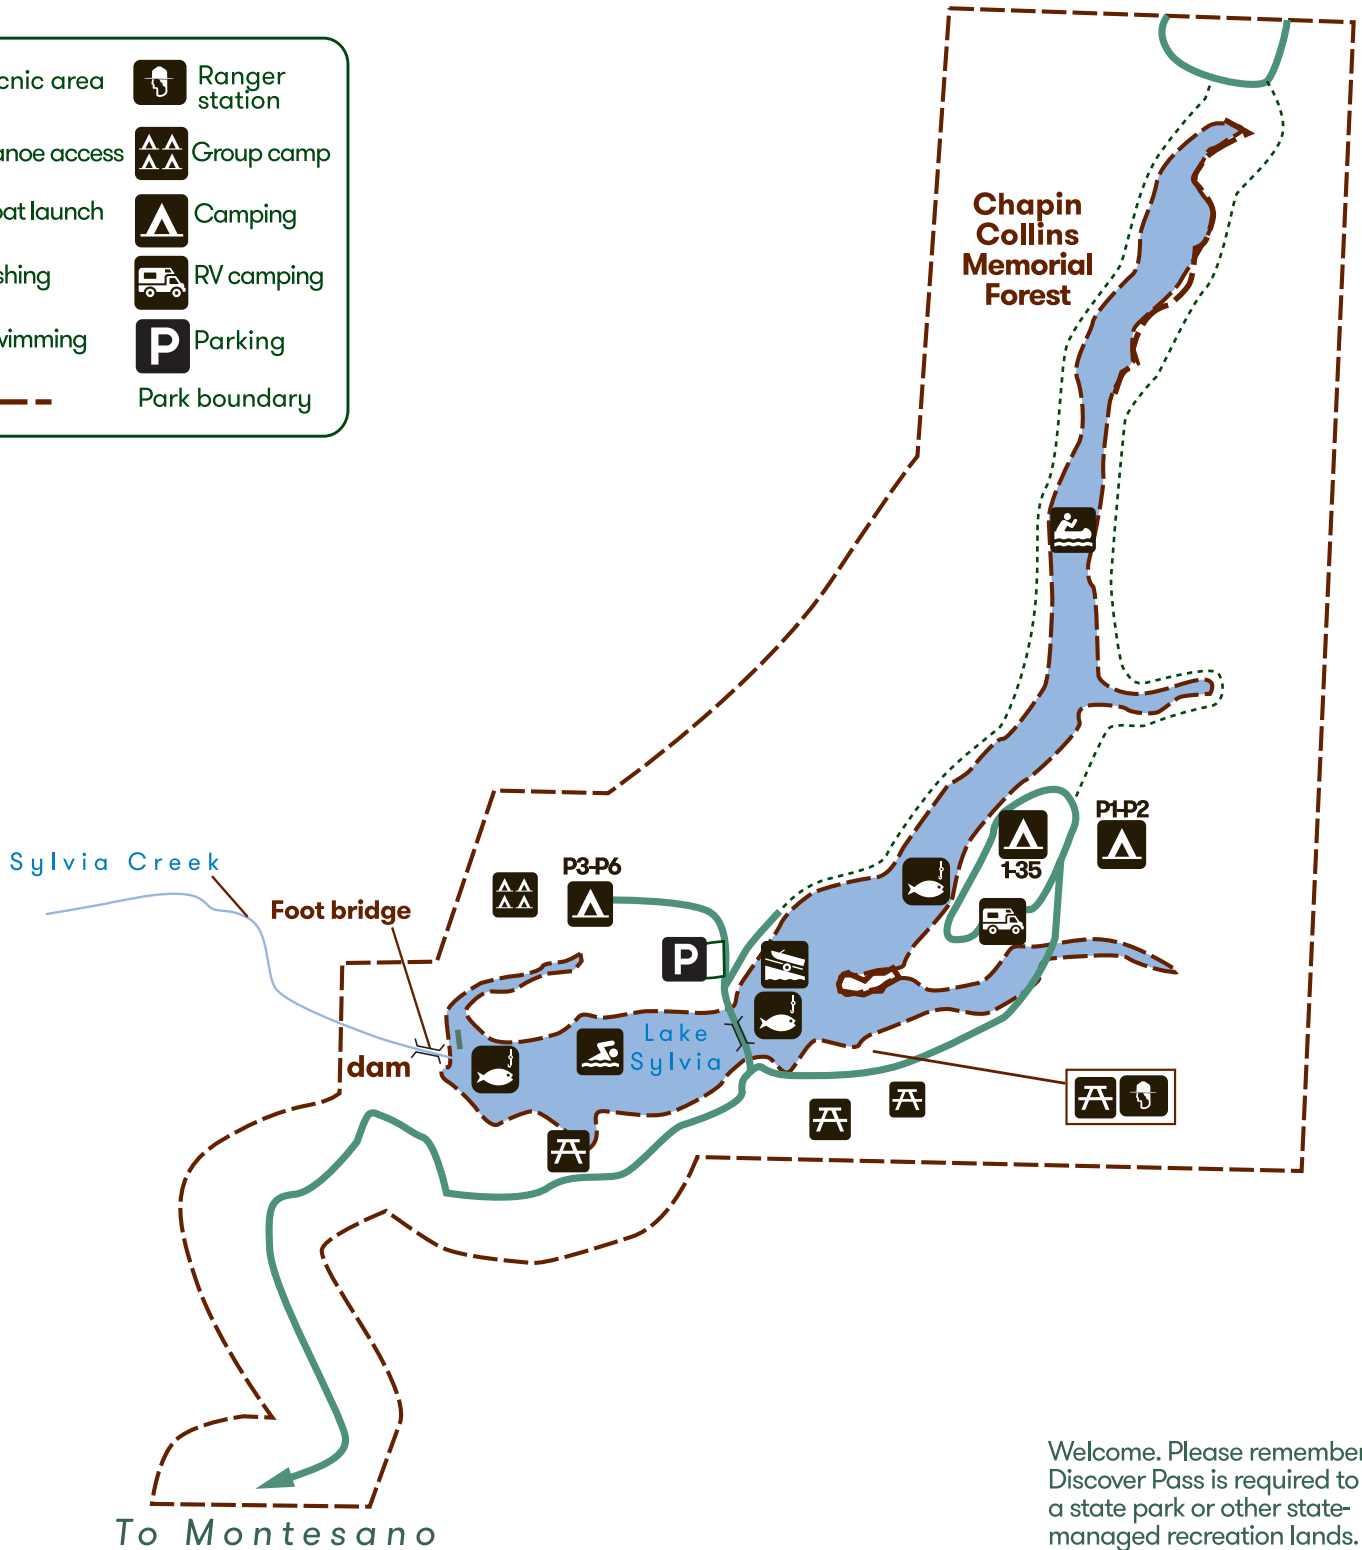 cnic area
Ranger
station
anoe access
Group camp
oat launch
Camping
shing
RV camping
wimming
P
Parking
Park boundary
Chapin
Collins
Memorial
Forest
P1-P2
1-35
P3-P6
Sylvia Creek
Foot bridge
P
Lake
Sylvia
dam
Welcome. Please remember
Discover Pass is required to
a state park or other state-
managed recreation lands.
To Montesano